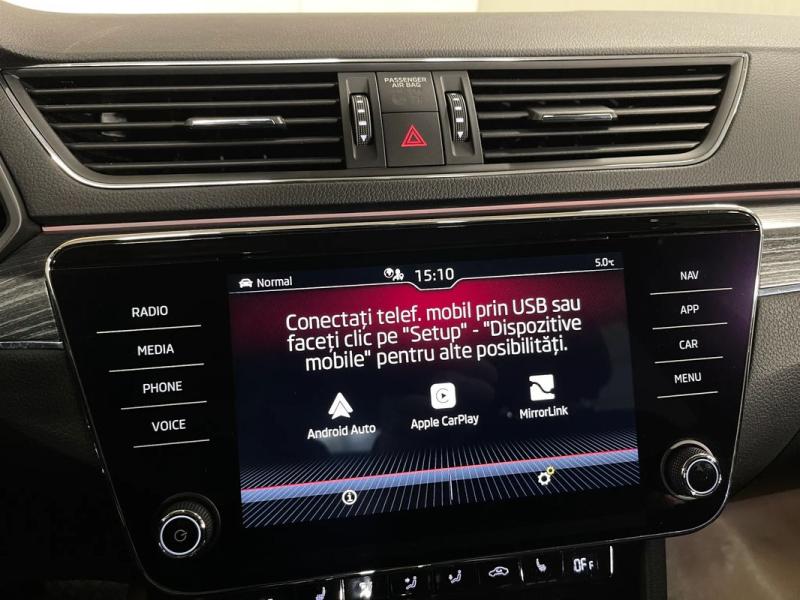 PASSENGER
AIR BAG
Normal
15:10
5.0°C
RADIO
MEDIA
PHONE
VOICE
Conectați telef. mobil prin USB sau
faceți clic pe "Setup" - "Dispozitive
mobile" pentru alte posibilități.
Android Auto
Apple CarPlay
MirrorLink
NAV
APP
CAR
MENU
OFF